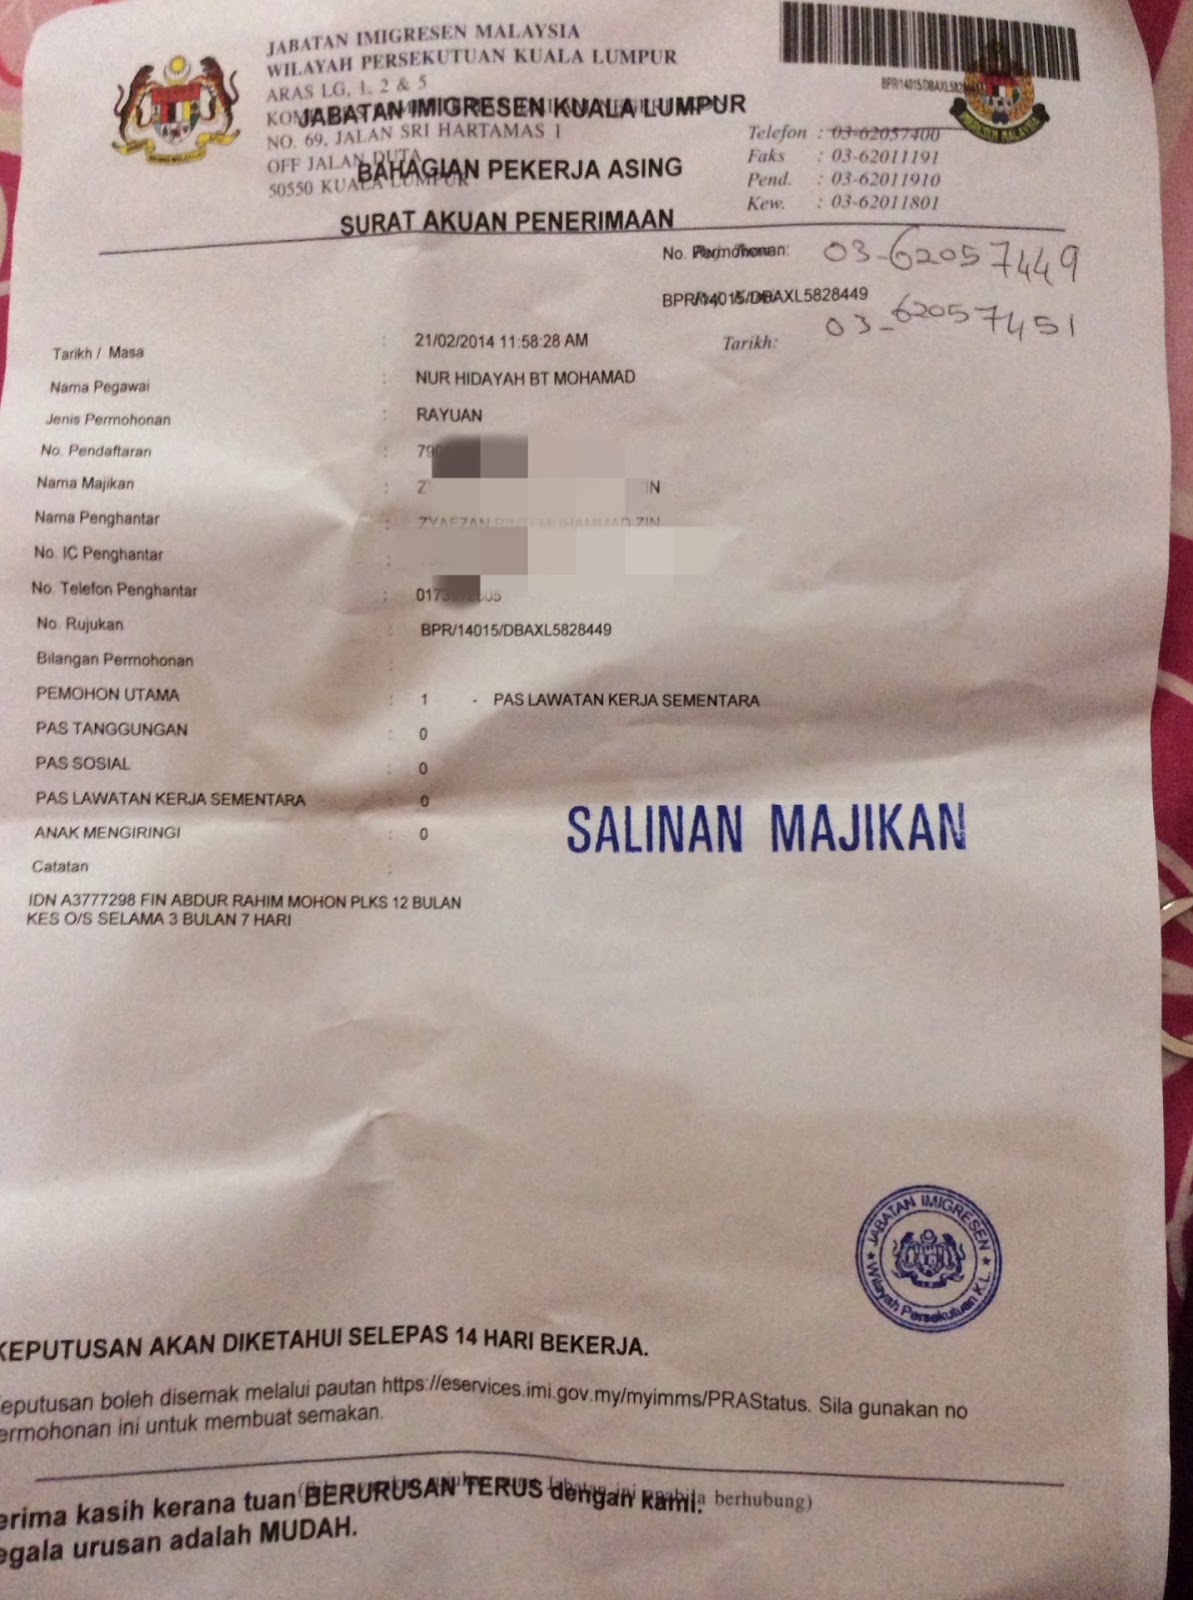 JABATAN IMIGRESEN MALAYSIA
WILAYAH PERSEKUTUAN KUALA LUMPUR
ARAS LG, 1, 2 & 5
JABATAN IMIGRESEN KUALA LUMPUR
NO. 69, JALAN SRI HARTAMAS 1
OFF JALAN DUTA
BAHAGIAN PEKERJA ASING
50550 KUALA LUMPUR
SURAT AKUAN PENERIMAAN
Telefon : 03-62057400
Faks : 03-62011191
Pend. : 03-62011910
Kew. : 03-62011801
No. Permohonan: 03-62057449
BPR/14015/DBAXL5828449
03-62057451
Tarikh:
Tarikh / Masa : 21/02/2014 11:58:28 AM
Nama Pegawai : NUR HIDAYAH BT MOHAMAD
Jenis Permohonan : RAYUAN
No. Pendaftaran :
Nama Majikan :
Nama Penghantar :
No. IC Penghantar :
No. Telefon Penghantar :
No. Rujukan : BPR/14015/DBAXL5828449
Bilangan Permohonan :
PEMOHON UTAMA : 1 - PAS LAWATAN KERJA SEMENTARA
PAS TANGGUNGAN : 0
PAS SOSIAL : 0
PAS LAWATAN KERJA SEMENTARA : 0
ANAK MENGIRINGI : 0
SALINAN MAJIKAN
Catatan :
IDN A3777298 FIN ABDUR RAHIM MOHON PLKS 12 BULAN
KES O/S SELAMA 3 BULAN 7 HARI
JABATAN IMIGRESEN
Wilayah Persekutuan K.L.
KEPUTUSAN AKAN DIKETAHUI SELEPAS 14 HARI BEKERJA.
eputusan boleh disemak melalui pautan https://eservices.imi.gov.my/myimms/PRAStatus. Sila gunakan no
ermohonan ini untuk membuat semakan.
berhubung)
erima kasih kerana tuan BERURUSAN TERUS dengan kami.
egala urusan adalah MUDAH.